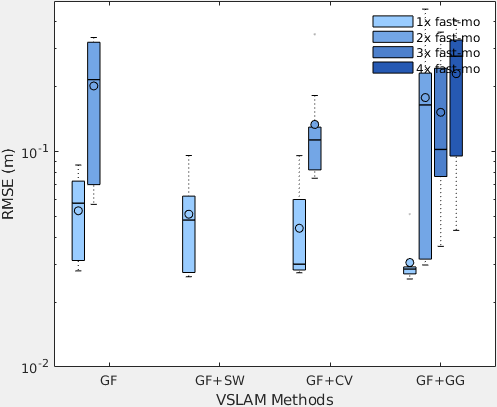 1x fast-mo
2x fast-mo
3x fast-mo
4x fast-mo
RMSE (m)
10^-1
10^-2
GF
GF+SW
GF+CV
GF+GG
VSLAM Methods